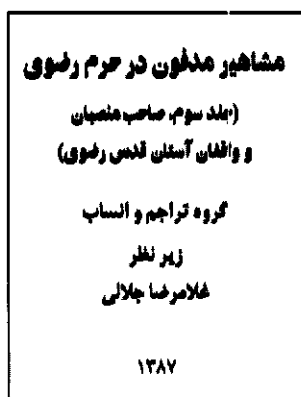 مشاهیر مدفون در حرم رضوی
(جلد سوم، صاحب منصبان
و واقفان آستان قدس رضوی)
گروه تراجم و انساب
زیر نظر
غلامرضا جلالی
۱۳۸۷